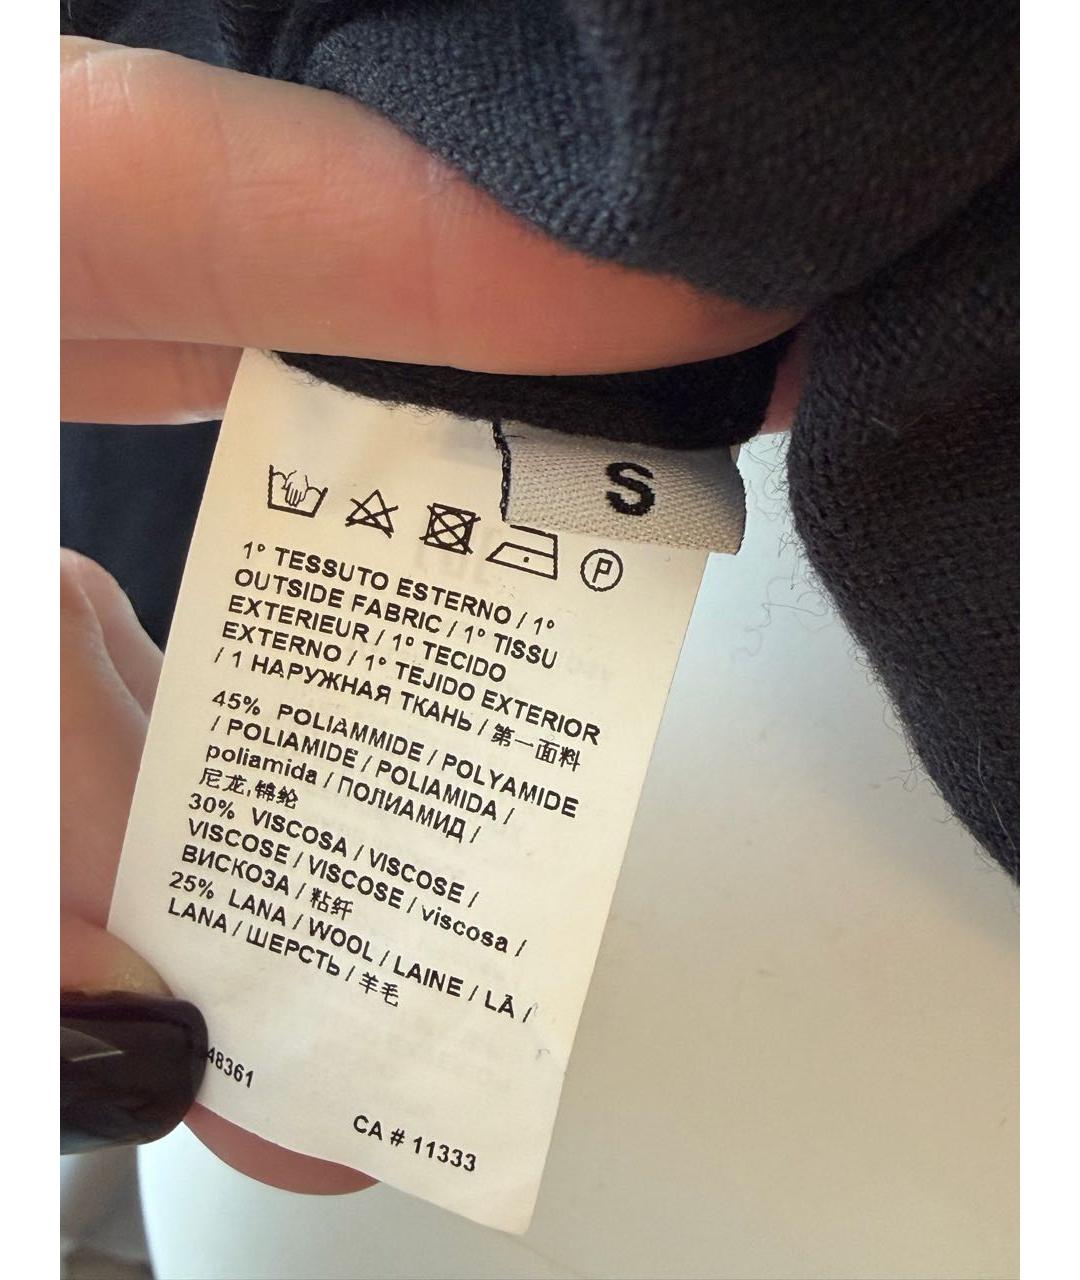 S
P
1° TESSUTO ESTERNO / 1°
OUTSIDE FABRIC / 1° TISSU
EXTERIEUR / 1° TECIDO
EXTERNO / 1° TEJIDO EXTERIOR
/ 1 НАРУЖНАЯ ТКАНЬ / 第一面料
45% POLIAMMIDE / POLYAMIDE
/ POLIAMIDE / POLIAMIDA /
poliamida / ПОЛИАМИД /
尼龙,锦纶
30% VISCOSA / VISCOSE /
VISCOSE / VISCOSE / viscosa /
ВИСКОЗА / 粘纤
25% LANA / WOOL / LAINE / LÃ /
LANA / ШЕРСТЬ / 羊毛
48361
CA # 11333